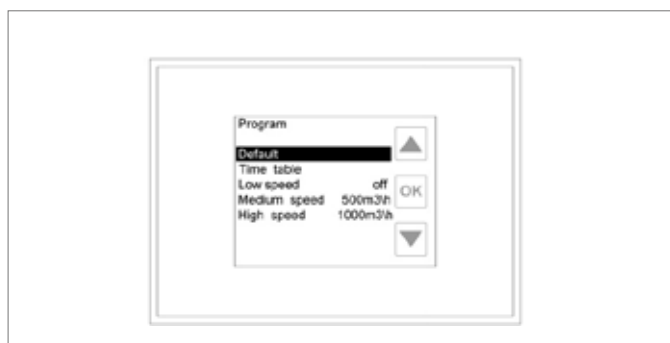 Program
Default
Time table
Low speed off
Medium speed 500m3\h
High speed 1000m3\h
OK